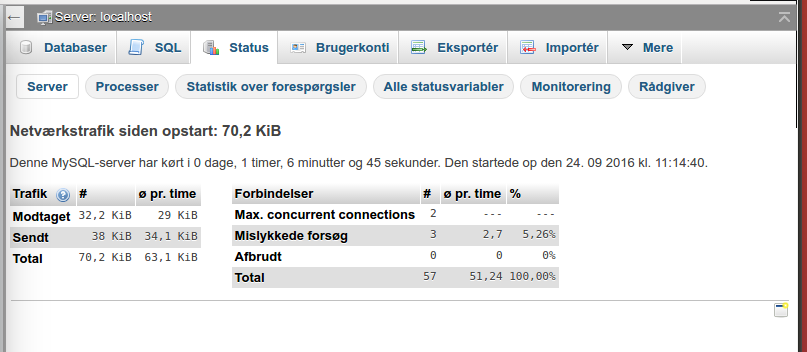 Server: localhost
Databaser SQL Status Brugerkonti Eksportér Importér Mere
Server Processer Statistik over forespørgsler Alle statusvariabler Monitorering Rådgiver
Netværkstrafik siden opstart: 70,2 KiB
Denne MySQL-server har kørt i 0 dage, 1 timer, 6 minutter og 45 sekunder. Den startede op den 24. 09 2016 kl. 11:14:40.
Trafik # ø pr. time
Modtaget 32,2 KiB 29 KiB
Sendt 38 KiB 34,1 KiB
Total 70,2 KiB 63,1 KiB
Forbindelser # ø pr. time %
Max. concurrent connections 2 --- ---
Mislykkede forsøg 3 2,7 5,26%
Afbrudt 0 0 0%
Total 57 51,24 100,00%